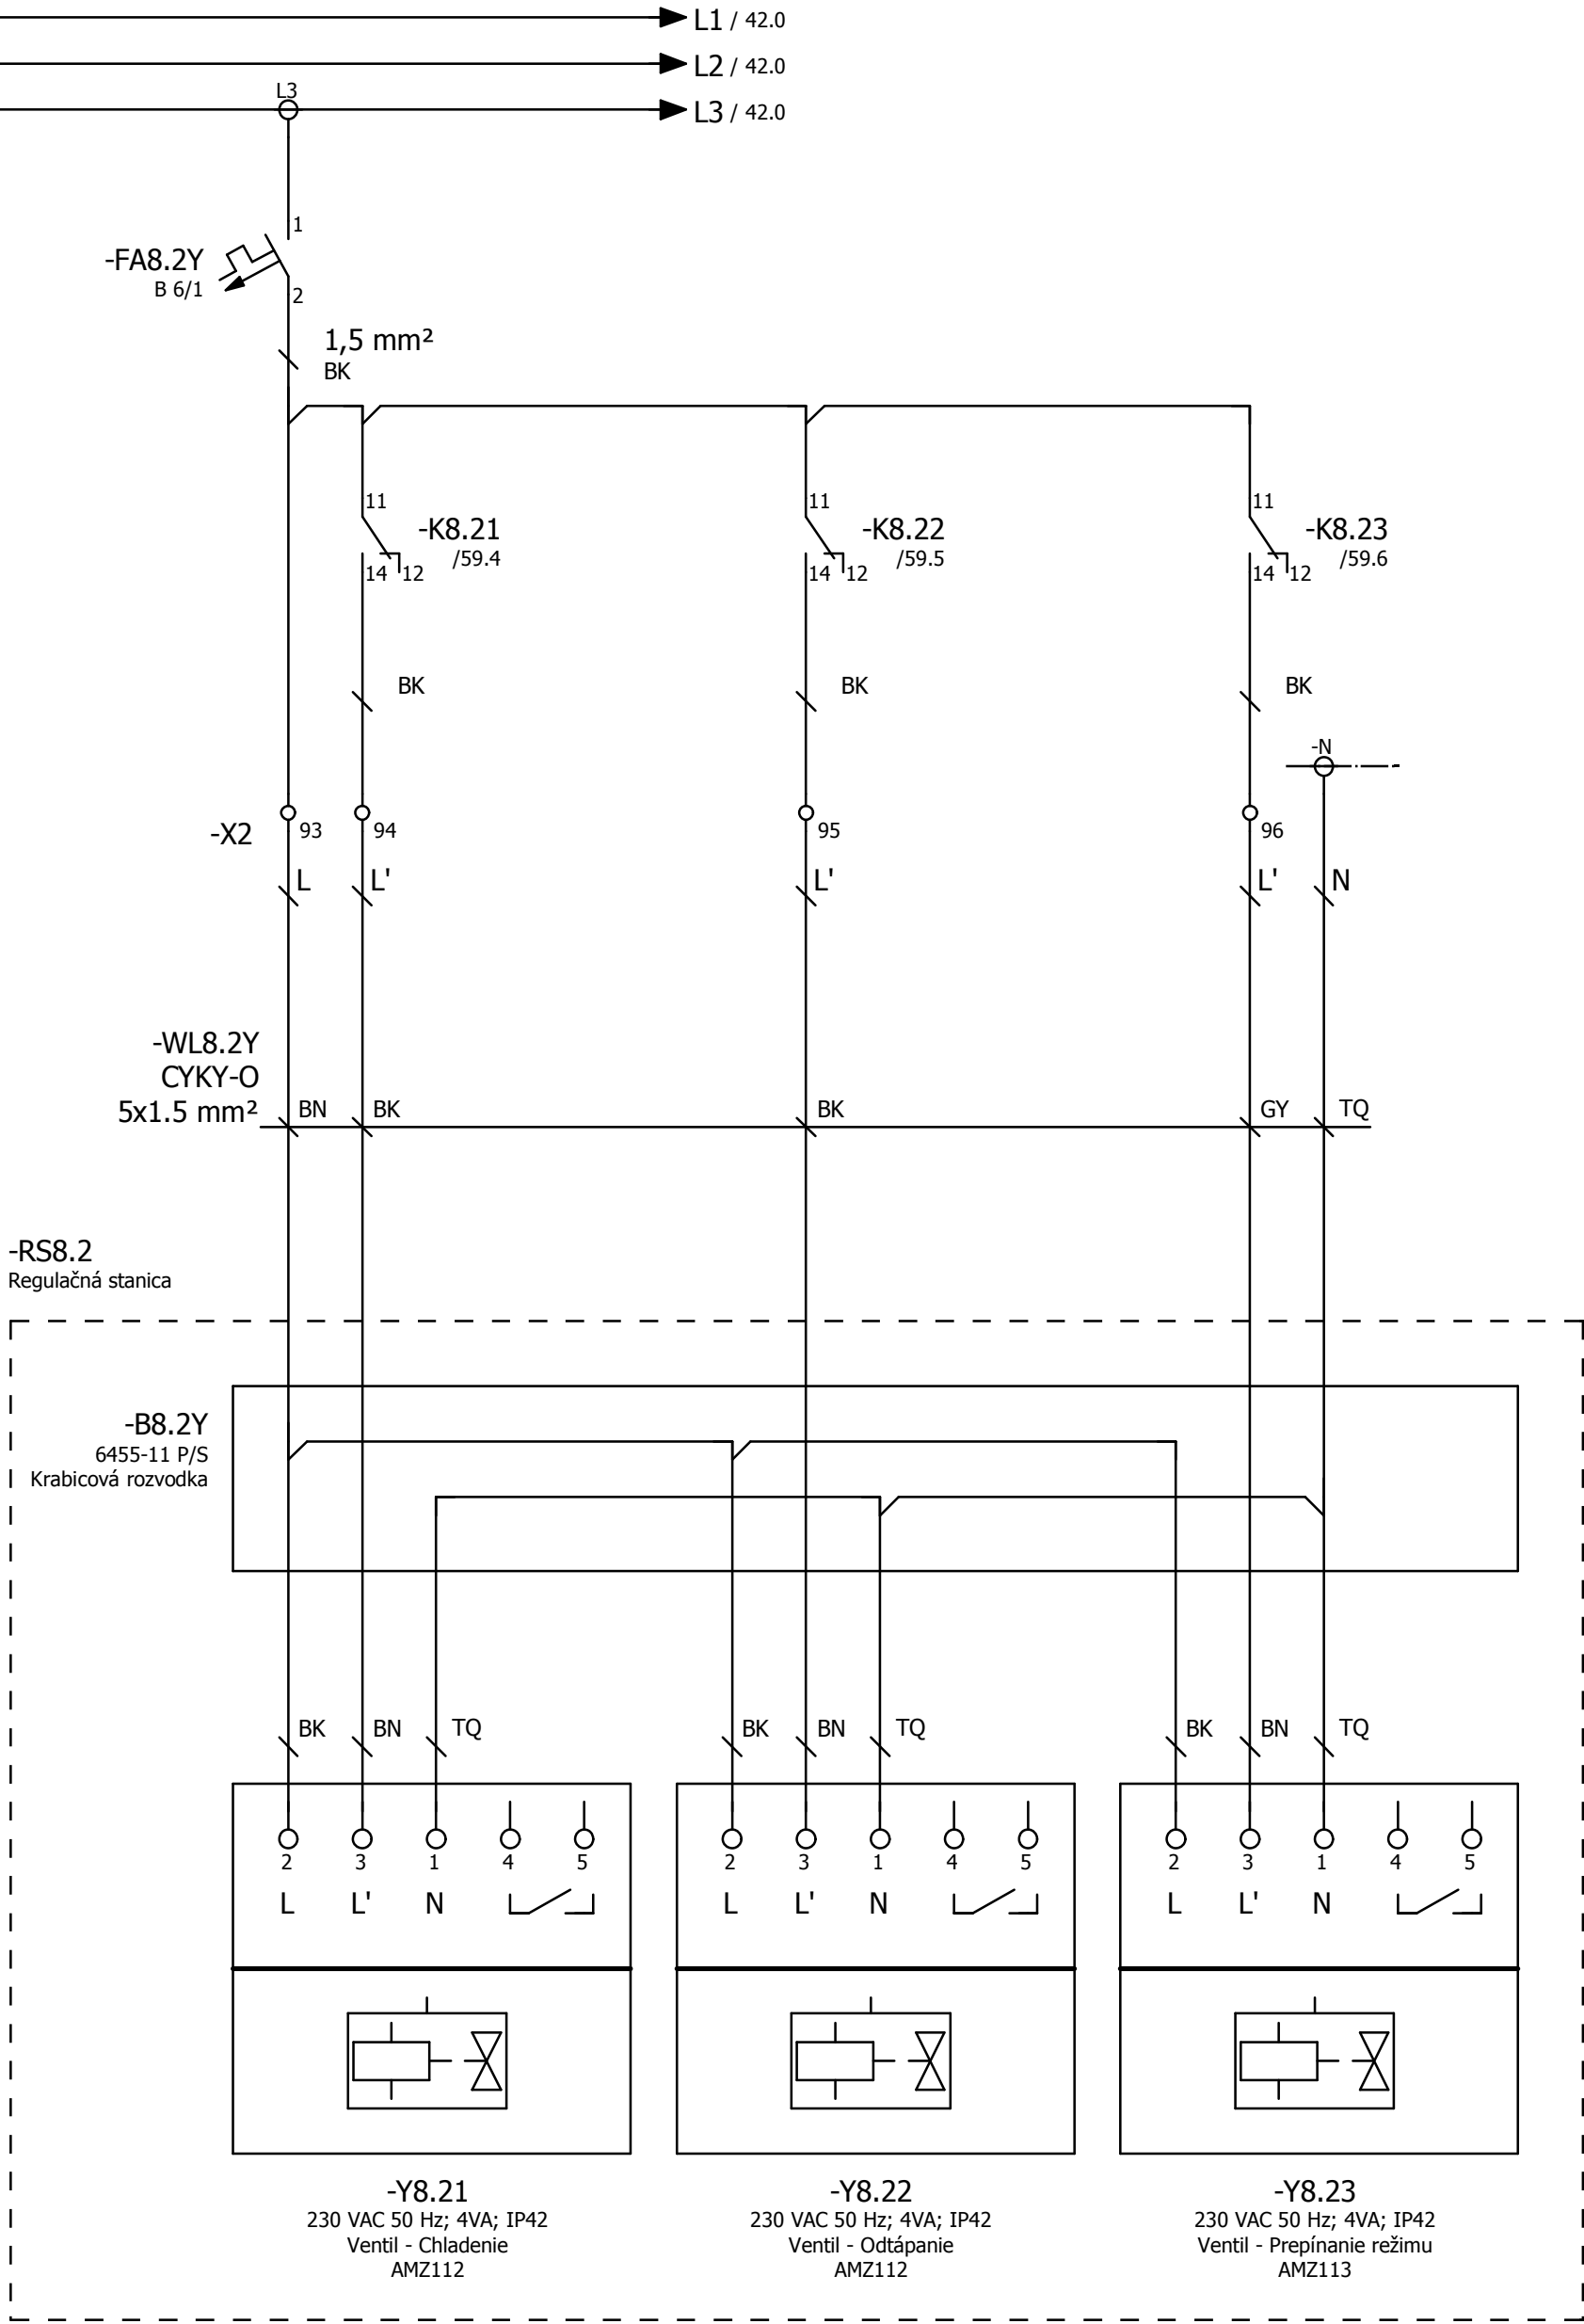 L1 / 42.0
L2 / 42.0
L3
L3 / 42.0
1
-FA8.2Y
B 6/1
2
1,5 mm²
BK
11 11 11
-K8.21 -K8.22 -K8.23
/59.4 /59.5 /59.6
14 12 14 12 14 12
BK BK BK
-N
-X2 93 94 95 96
L L' L' L' N
-WL8.2Y
CYKY-O
5x1.5 mm² BN BK BK GY TQ
-RS8.2
Regulačná stanica
-B8.2Y
6455-11 P/S
Krabicová rozvodka
BK BN TQ BK BN TQ BK BN TQ
2 3 1 4 5 2 3 1 4 5 2 3 1 4 5
L L' N L L' N L L' N
-Y8.21
230 VAC 50 Hz; 4VA; IP42
Ventil - Chladenie
AMZ112
-Y8.22
230 VAC 50 Hz; 4VA; IP42
Ventil - Odtápanie
AMZ112
-Y8.23
230 VAC 50 Hz; 4VA; IP42
Ventil - Prepínanie režimu
AMZ113